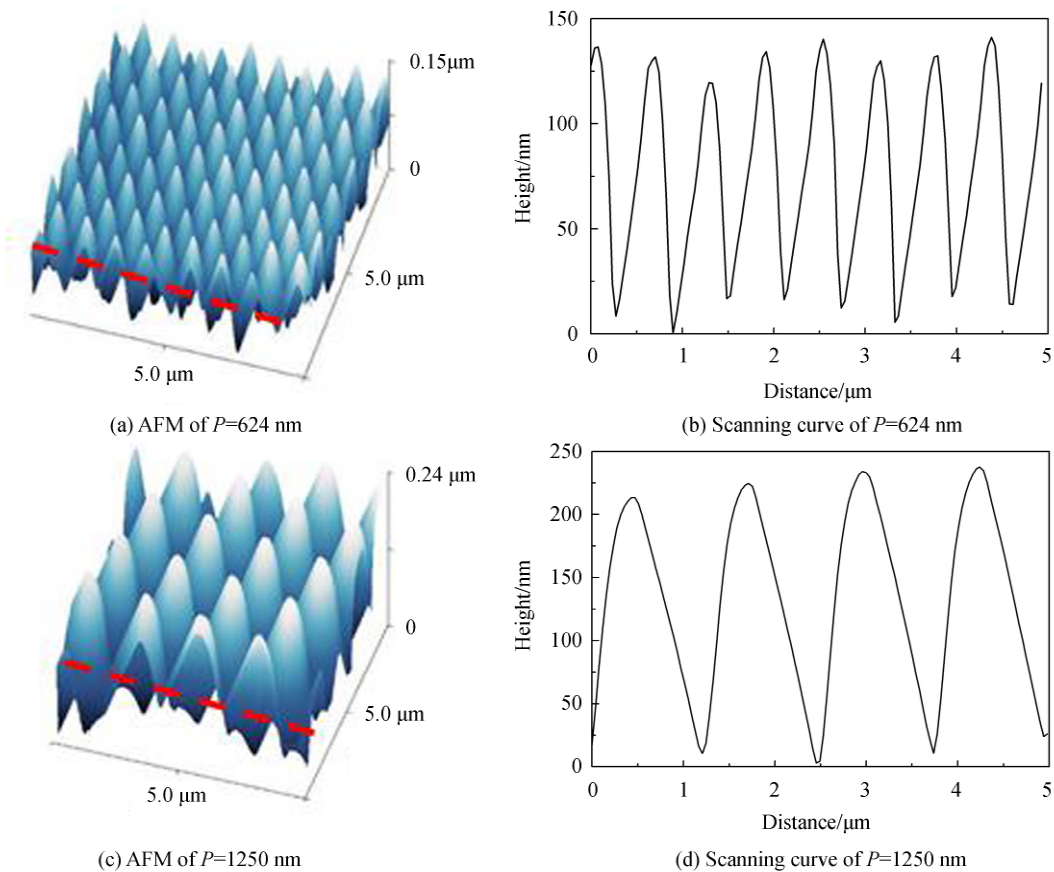 0.15μm
0
5.0 μm
5.0 μm
(a) AFM of P=624 nm
150
100
50
0
Height/nm
0 1 2 3 4 5
Distance/μm
(b) Scanning curve of P=624 nm
0.24 μm
0
5.0 μm
5.0 μm
(c) AFM of P=1250 nm
250
200
150
100
50
0
Height/nm
0 1 2 3 4 5
Distance/μm
(d) Scanning curve of P=1250 nm